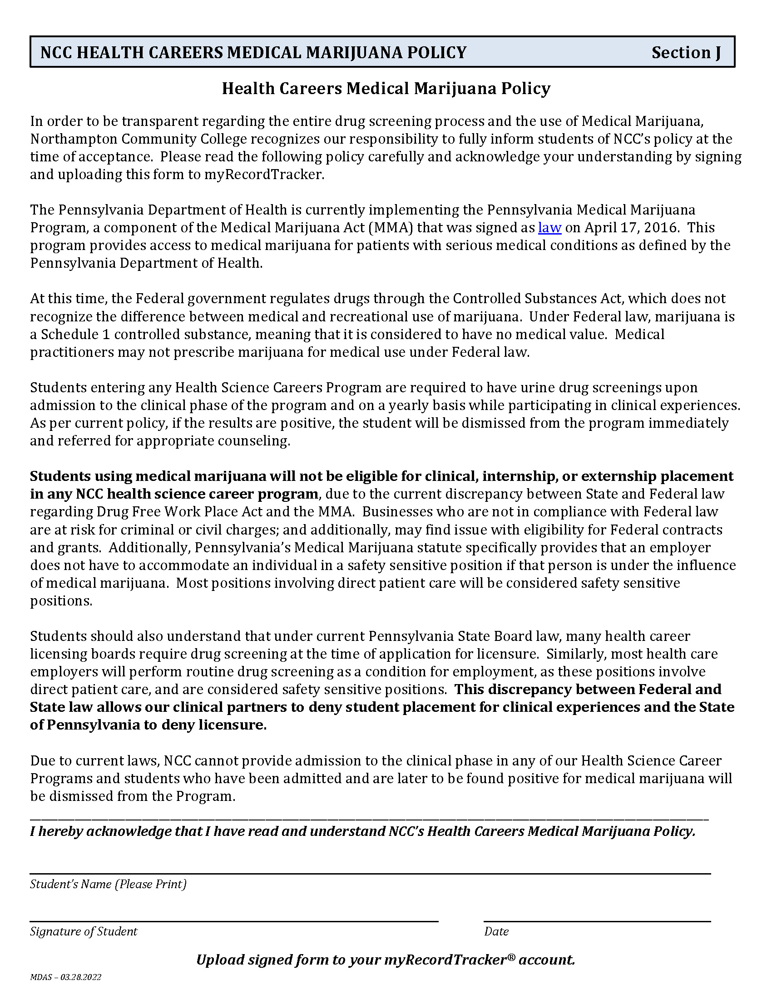 NCC HEALTH CAREERS MEDICAL MARIJUANA POLICY Section J
Health Careers Medical Marijuana Policy
In order to be transparent regarding the entire drug screening process and the use of Medical Marijuana,
Northampton Community College recognizes our responsibility to fully inform students of NCC’s policy at the
time of acceptance.  Please read the following policy carefully and acknowledge your understanding by signing
and uploading this form to myRecordTracker.
The Pennsylvania Department of Health is currently implementing the Pennsylvania Medical Marijuana
Program, a component of the Medical Marijuana Act (MMA) that was signed as law on April 17, 2016.  This
program provides access to medical marijuana for patients with serious medical conditions as defined by the
Pennsylvania Department of Health.
At this time, the Federal government regulates drugs through the Controlled Substances Act, which does not
recognize the difference between medical and recreational use of marijuana.  Under Federal law, marijuana is
a Schedule 1 controlled substance, meaning that it is considered to have no medical value.  Medical
practitioners may not prescribe marijuana for medical use under Federal law.
Students entering any Health Science Careers Program are required to have urine drug screenings upon
admission to the clinical phase of the program and on a yearly basis while participating in clinical experiences.
As per current policy, if the results are positive, the student will be dismissed from the program immediately
and referred for appropriate counseling.
Students using medical marijuana will not be eligible for clinical, internship, or externship placement
in any NCC health science career program, due to the current discrepancy between State and Federal law
regarding Drug Free Work Place Act and the MMA.  Businesses who are not in compliance with Federal law
are at risk for criminal or civil charges; and additionally, may find issue with eligibility for Federal contracts
and grants.  Additionally, Pennsylvania’s Medical Marijuana statute specifically provides that an employer
does not have to accommodate an individual in a safety sensitive position if that person is under the influence
of medical marijuana.  Most positions involving direct patient care will be considered safety sensitive
positions.
Students should also understand that under current Pennsylvania State Board law, many health career
licensing boards require drug screening at the time of application for licensure.  Similarly, most health care
employers will perform routine drug screening as a condition for employment, as these positions involve
direct patient care, and are considered safety sensitive positions.  This discrepancy between Federal and
State law allows our clinical partners to deny student placement for clinical experiences and the State
of Pennsylvania to deny licensure.
Due to current laws, NCC cannot provide admission to the clinical phase in any of our Health Science Career
Programs and students who have been admitted and are later to be found positive for medical marijuana will
be dismissed from the Program.
I hereby acknowledge that I have read and understand NCC’s Health Careers Medical Marijuana Policy.
Student’s Name (Please Print)
Signature of Student Date
Upload signed form to your myRecordTracker® account.
MDAS – 03.28.2022